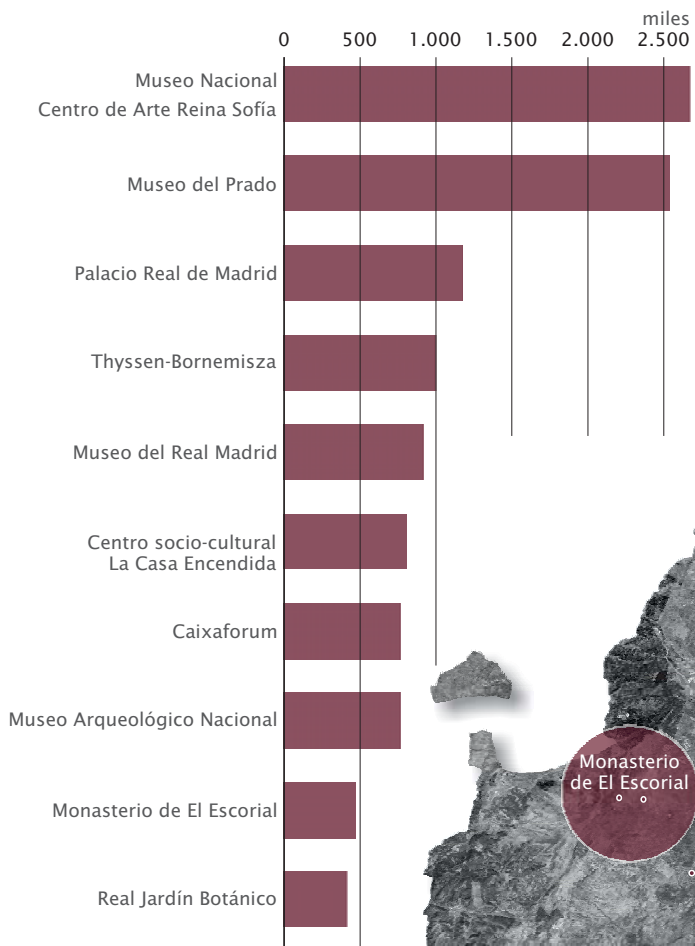 miles
0 500 1.000 1.500 2.000 2.500
Museo Nacional
Centro de Arte Reina Sofía
Museo del Prado
Palacio Real de Madrid
Thyssen-Bornemisza
Museo del Real Madrid
Centro socio-cultural
La Casa Encendida
Caixaforum
Museo Arqueológico Nacional
Monasterio
de El Escorial
Monasterio de El Escorial
Real Jardín Botánico